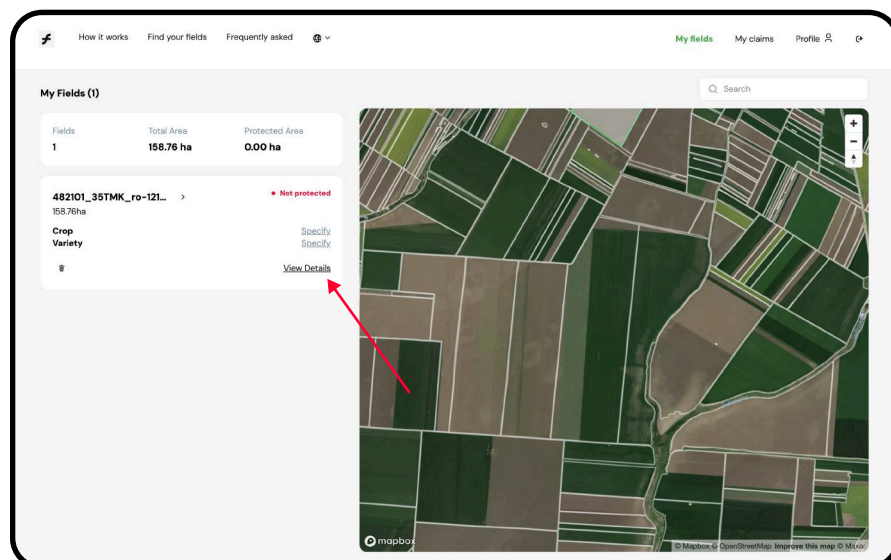 How it works Find your fields Frequently asked My fields My claims Profile
My Fields (1)
Search
Fields Total Area Protected Area
1 158.76 ha 0.00 ha
482101_35TMK_ro-121... Not protected
158.76ha
Crop Specify
Variety Specify
View Details
mapbox
© Mapbox © OpenStreetMap Improve this map © Maxar